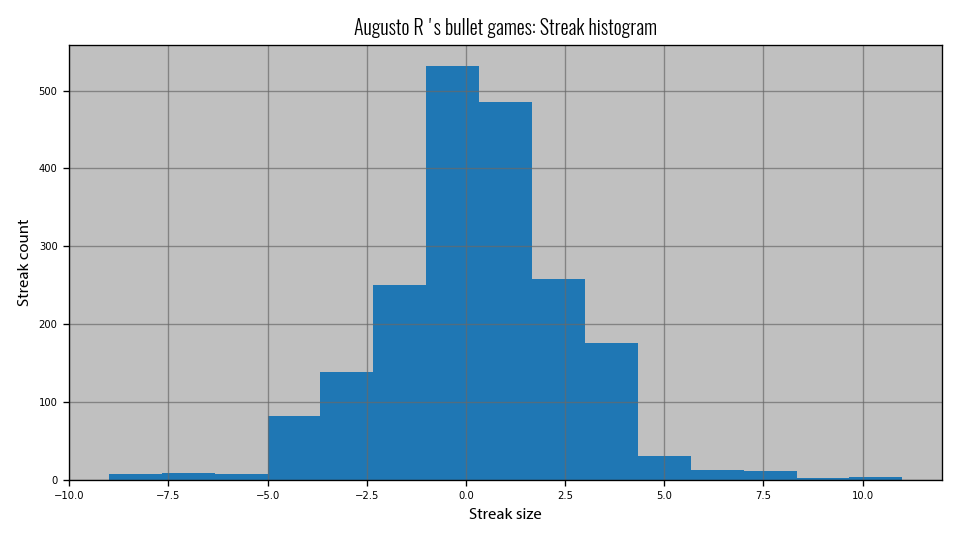 Augusto R 's bullet games: Streak histogram
Streak count
500
400
300
200
100
0
−10.0 −7.5 −5.0 −2.5 0.0 2.5 5.0 7.5 10.0
Streak size